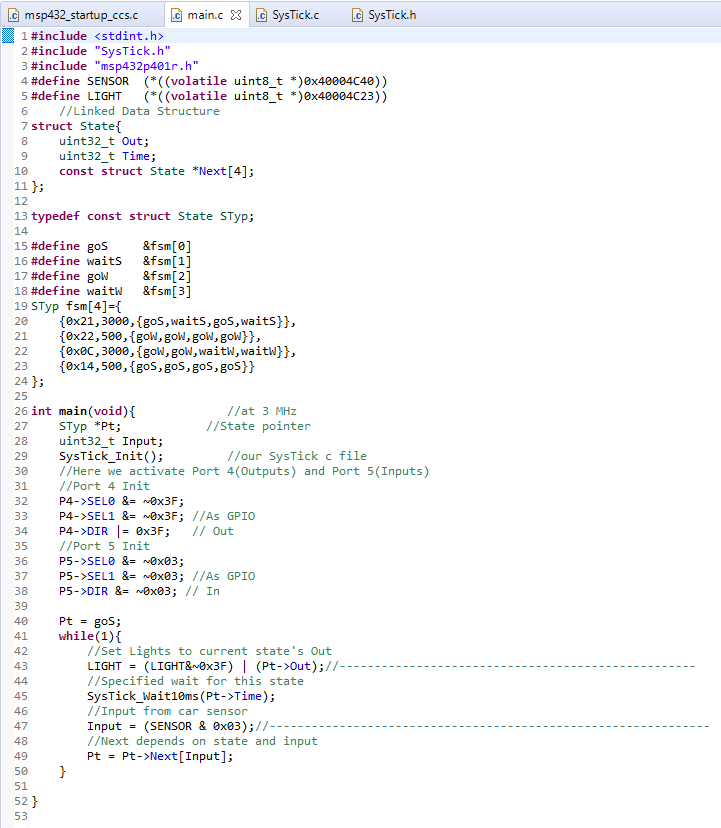 msp432_startup_ccs.c main.c SysTick.c SysTick.h
1 #include <stdint.h>
2 #include "SysTick.h"
3 #include "msp432p401r.h"
4 #define SENSOR  (*((volatile uint8_t *)0x40004C40))
5 #define LIGHT   (*((volatile uint8_t *)0x40004C23))
6     //Linked Data Structure
7 struct State{
8     uint32_t Out;
9     uint32_t Time;
10     const struct State *Next[4];
11 };
12
13 typedef const struct State STyp;
14
15 #define goS     &fsm[0]
16 #define waitS   &fsm[1]
17 #define goW     &fsm[2]
18 #define waitW   &fsm[3]
19 STyp fsm[4]={
20     {0x21,3000,{goS,waitS,goS,waitS}},
21     {0x22,500,{goW,goW,goW,goW}},
22     {0x0C,3000,{goW,goW,waitW,waitW}},
23     {0x14,500,{goS,goS,goS,goS}}
24 };
25
26 int main(void){             //at 3 MHz
27     STyp *Pt;            //State pointer
28     uint32_t Input;
29     SysTick_Init();         //our SysTick c file
30     //Here we activate Port 4(Outputs) and Port 5(Inputs)
31     //Port 4 Init
32     P4->SEL0 &= ~0x3F;
33     P4->SEL1 &= ~0x3F; //As GPIO
34     P4->DIR |= 0x3F;   // Out
35     //Port 5 Init
36     P5->SEL0 &= ~0x03;
37     P5->SEL1 &= ~0x03; //As GPIO
38     P5->DIR &= ~0x03; // In
39
40     Pt = goS;
41     while(1){
42         //Set Lights to current state's Out
43         LIGHT = (LIGHT&~0x3F) | (Pt->Out);//---------------------------------------------------
44         //Specified wait for this state
45         SysTick_Wait10ms(Pt->Time);
46         //Input from car sensor
47         Input = (SENSOR & 0x03);//---------------------------------------------------------------
48         //Next depends on state and input
49         Pt = Pt->Next[Input];
50     }
51
52 }
53